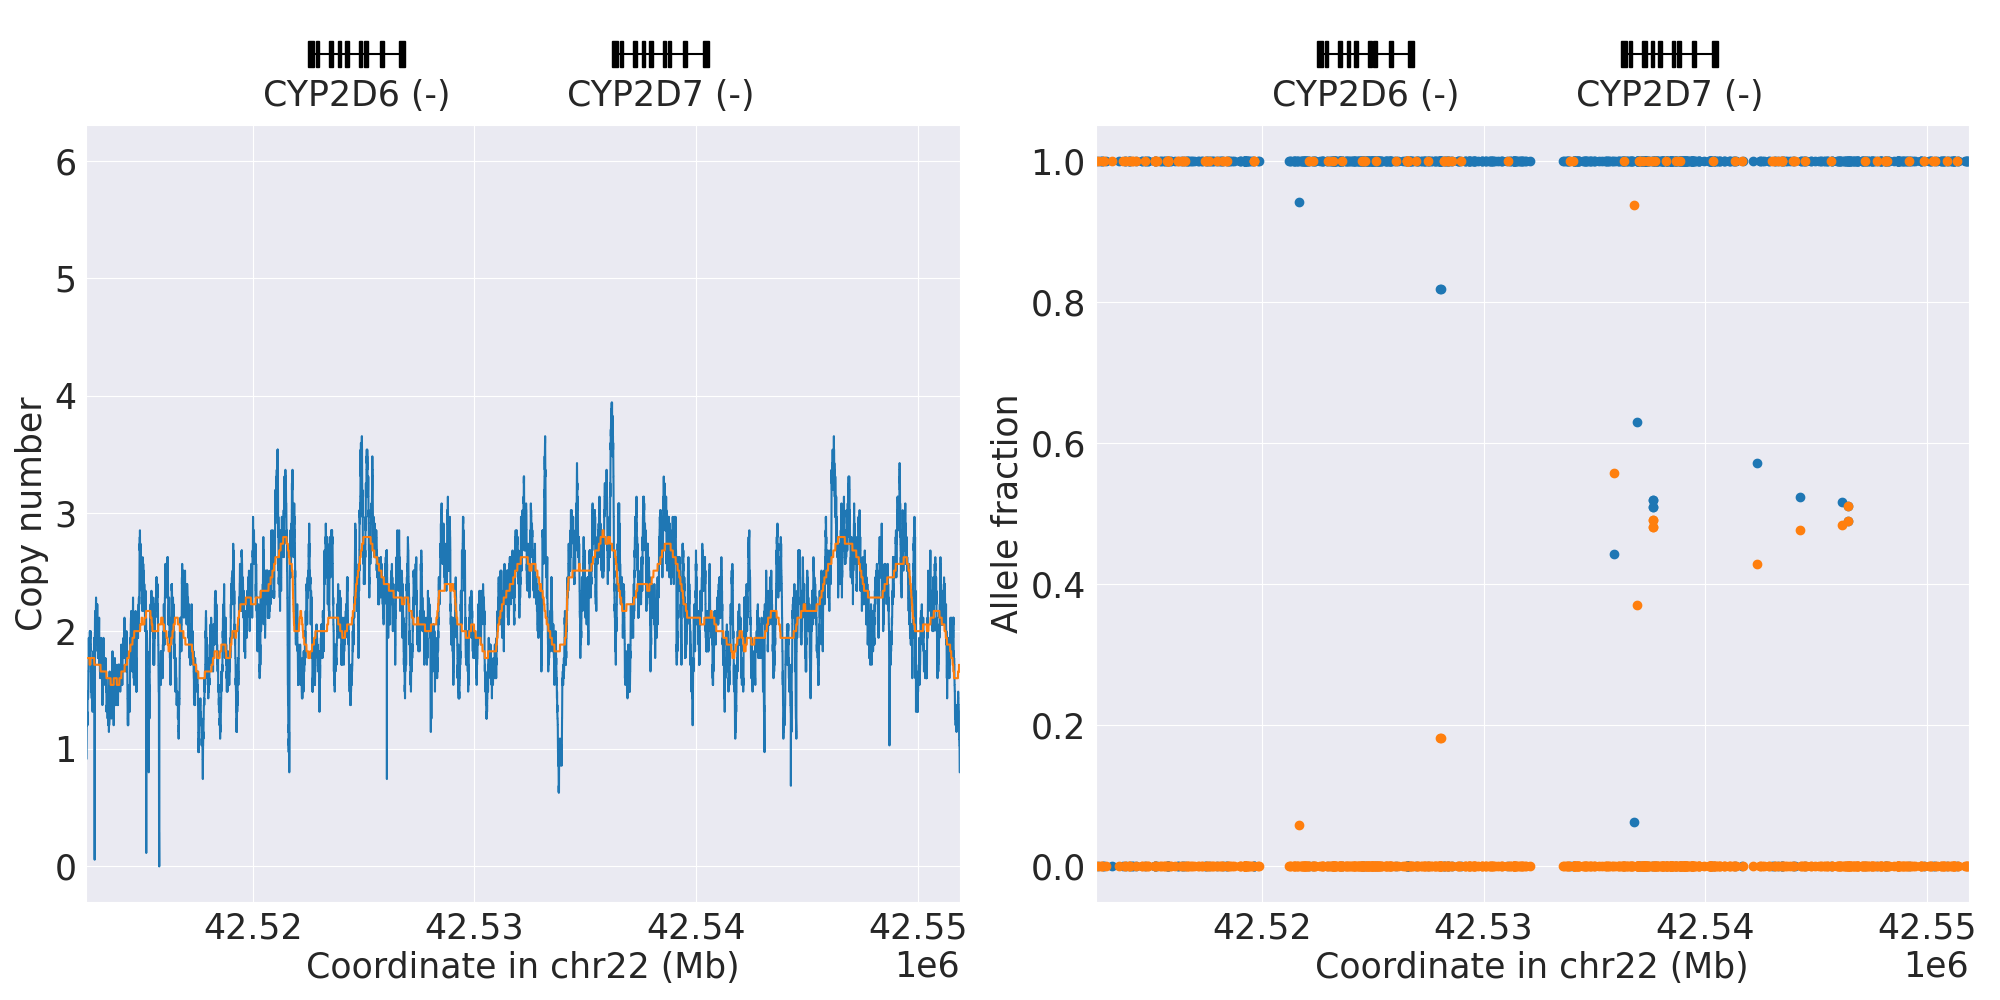 CYP2D6 (-)
CYP2D7 (-)
6
5
4
3
2
1
0
Copy number
42.52
42.53
42.54
42.55
Coordinate in chr22 (Mb)
1e6
CYP2D6 (-)
CYP2D7 (-)
1.0
0.8
0.6
0.4
0.2
0.0
Allele fraction
42.52
42.53
42.54
42.55
Coordinate in chr22 (Mb)
1e6